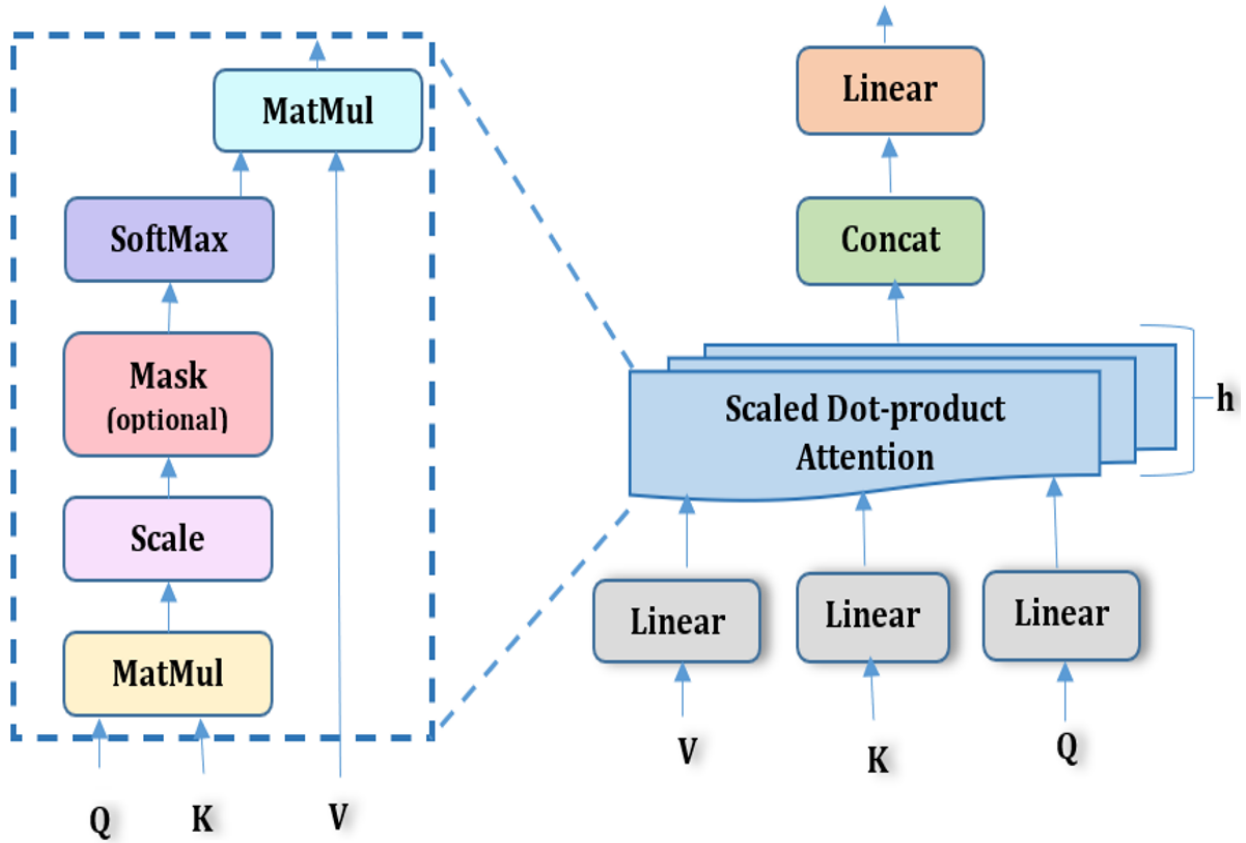 MatMul
SoftMax
Mask
(optional)
Scale
MatMul
Q K V
Linear
Concat
Scaled Dot-product
Attention
h
Linear Linear Linear
V K Q